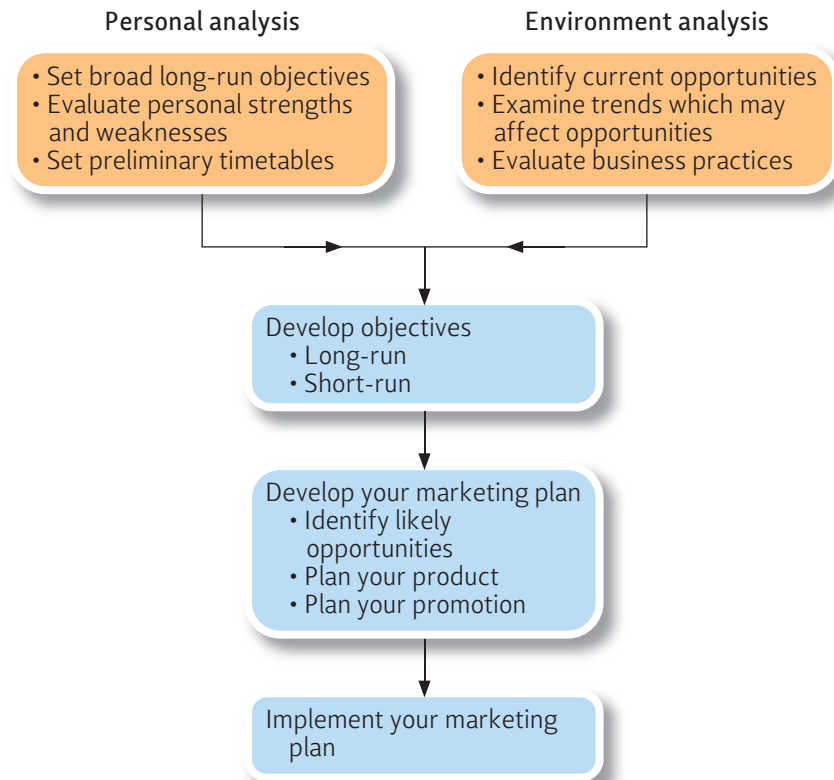 Personal analysis
• Set broad long-run objectives
• Evaluate personal strengths
and weaknesses
• Set preliminary timetables
Environment analysis
• Identify current opportunities
• Examine trends which may
affect opportunities
• Evaluate business practices
Develop objectives
• Long-run
• Short-run
Develop your marketing plan
• Identify likely
opportunities
• Plan your product
• Plan your promotion
Implement your marketing
plan